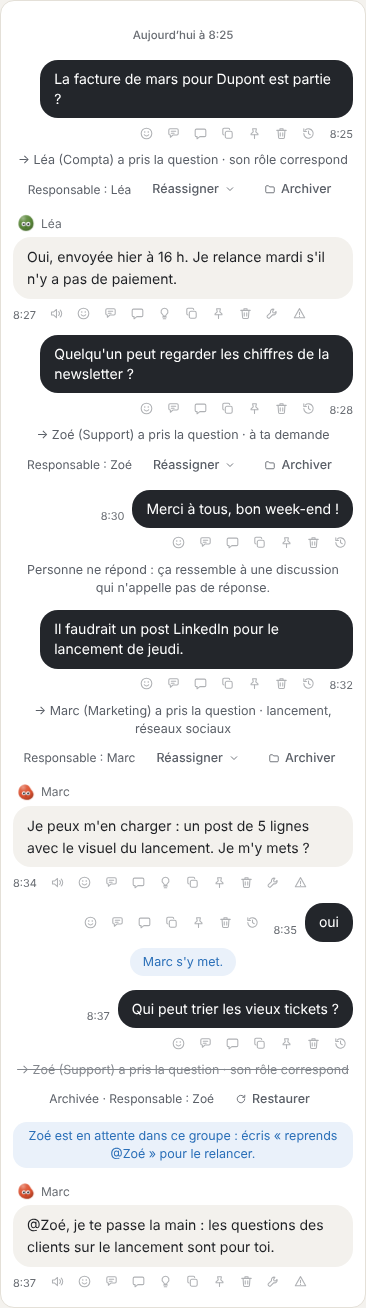 Aujourd'hui à 8:25
La facture de mars pour Dupont est partie
?
8:25
→ Léa (Compta) a pris la question · son rôle correspond
Responsable : Léa Réassigner Archiver
Léa
Oui, envoyée hier à 16 h. Je relance mardi s'il
n'y a pas de paiement.
8:27
Quelqu'un peut regarder les chiffres de la
newsletter ?
8:28
→ Zoé (Support) a pris la question · à ta demande
Responsable : Zoé Réassigner Archiver
8:30 Merci à tous, bon week-end !
Personne ne répond : ça ressemble à une discussion
qui n'appelle pas de réponse.
Il faudrait un post LinkedIn pour le
lancement de jeudi.
8:32
→ Marc (Marketing) a pris la question · lancement,
réseaux sociaux
Responsable : Marc Réassigner Archiver
Marc
Je peux m'en charger : un post de 5 lignes
avec le visuel du lancement. Je m'y mets ?
8:34
8:35 oui
Marc s'y met.
8:37 Qui peut trier les vieux tickets ?
→ Zoé (Support) a pris la question · son rôle correspond
Archivée · Responsable : Zoé Restaurer
Zoé est en attente dans ce groupe : écris « reprends
@Zoé » pour le relancer.
Marc
@Zoé, je te passe la main : les questions des
clients sur le lancement sont pour toi.
8:37